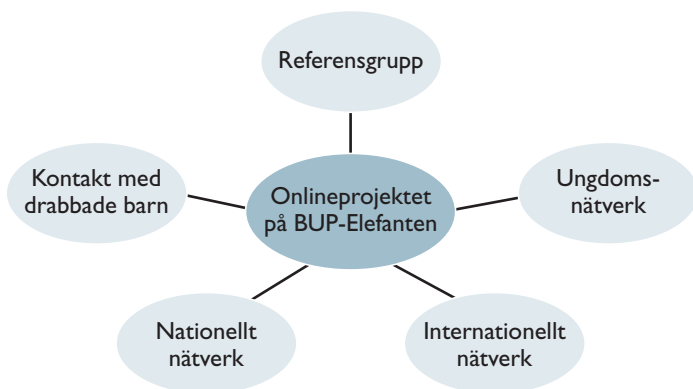 Referensgrupp
Kontakt med
drabbade barn
Onlineprojektet
på BUP-Elefanten
Ungdoms-
nätverk
Nationellt
nätverk
Internationellt
nätverk